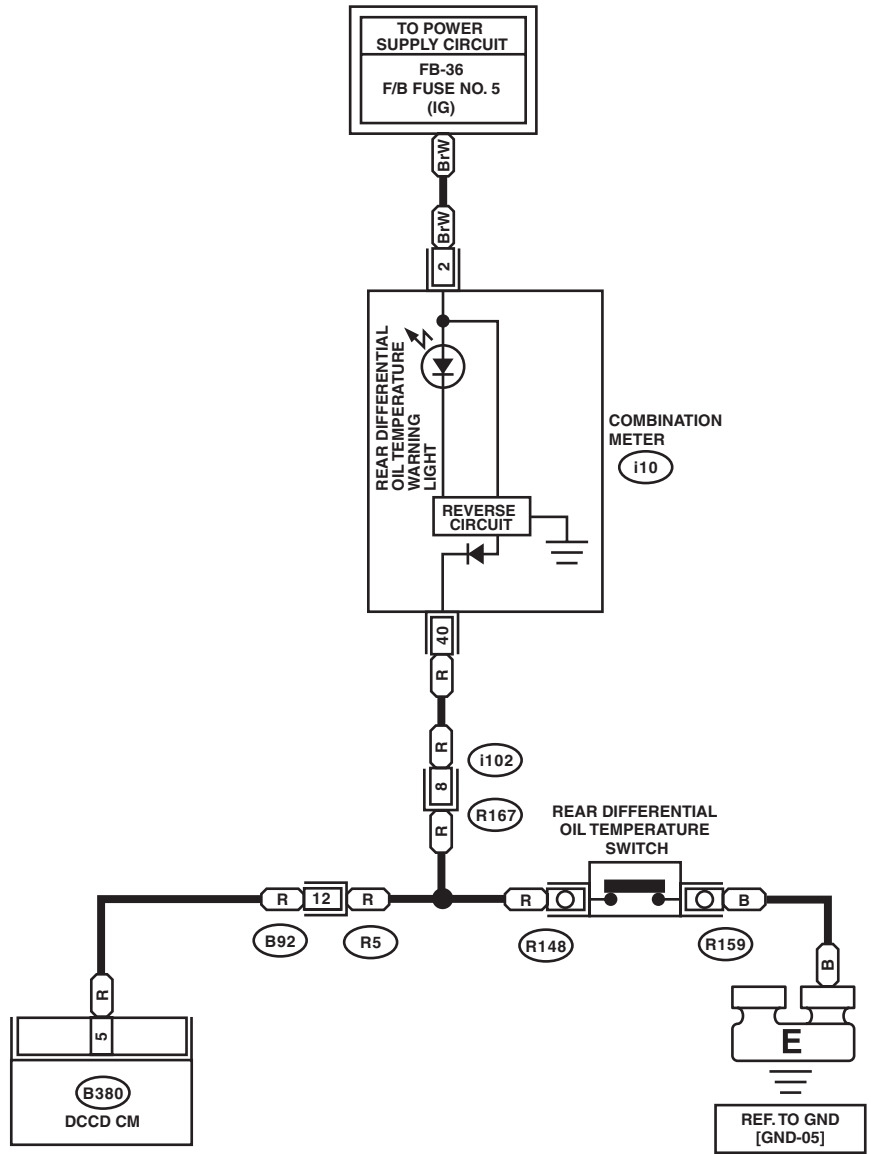 TO POWER
SUPPLY CIRCUIT
FB-36
F/B FUSE NO. 5
(IG)
BrW
BrW
2
REAR DIFFERENTIAL
OIL TEMPERATURE
WARNING
LIGHT
COMBINATION
METER
i10
REVERSE
CIRCUIT
40
R
R
i102
8
R167
R
REAR DIFFERENTIAL
OIL TEMPERATURE
SWITCH
R 12 R
R
B
B92
R5
R148
R159
R
B
5
E
B380
DCCD CM
REF. TO GND
[GND-05]